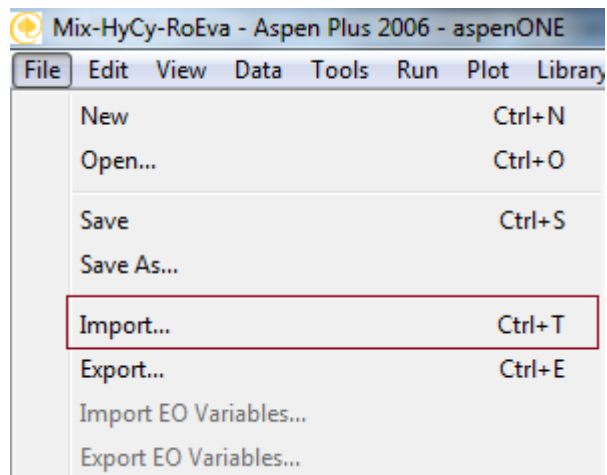 Mix-HyCy-RoEva - Aspen Plus 2006 - aspenONE
File Edit View Data Tools Run Plot Library
New Ctrl+N
Open... Ctrl+O
Save Ctrl+S
Save As...
Import... Ctrl+T
Export... Ctrl+E
Import EO Variables...
Export EO Variables...